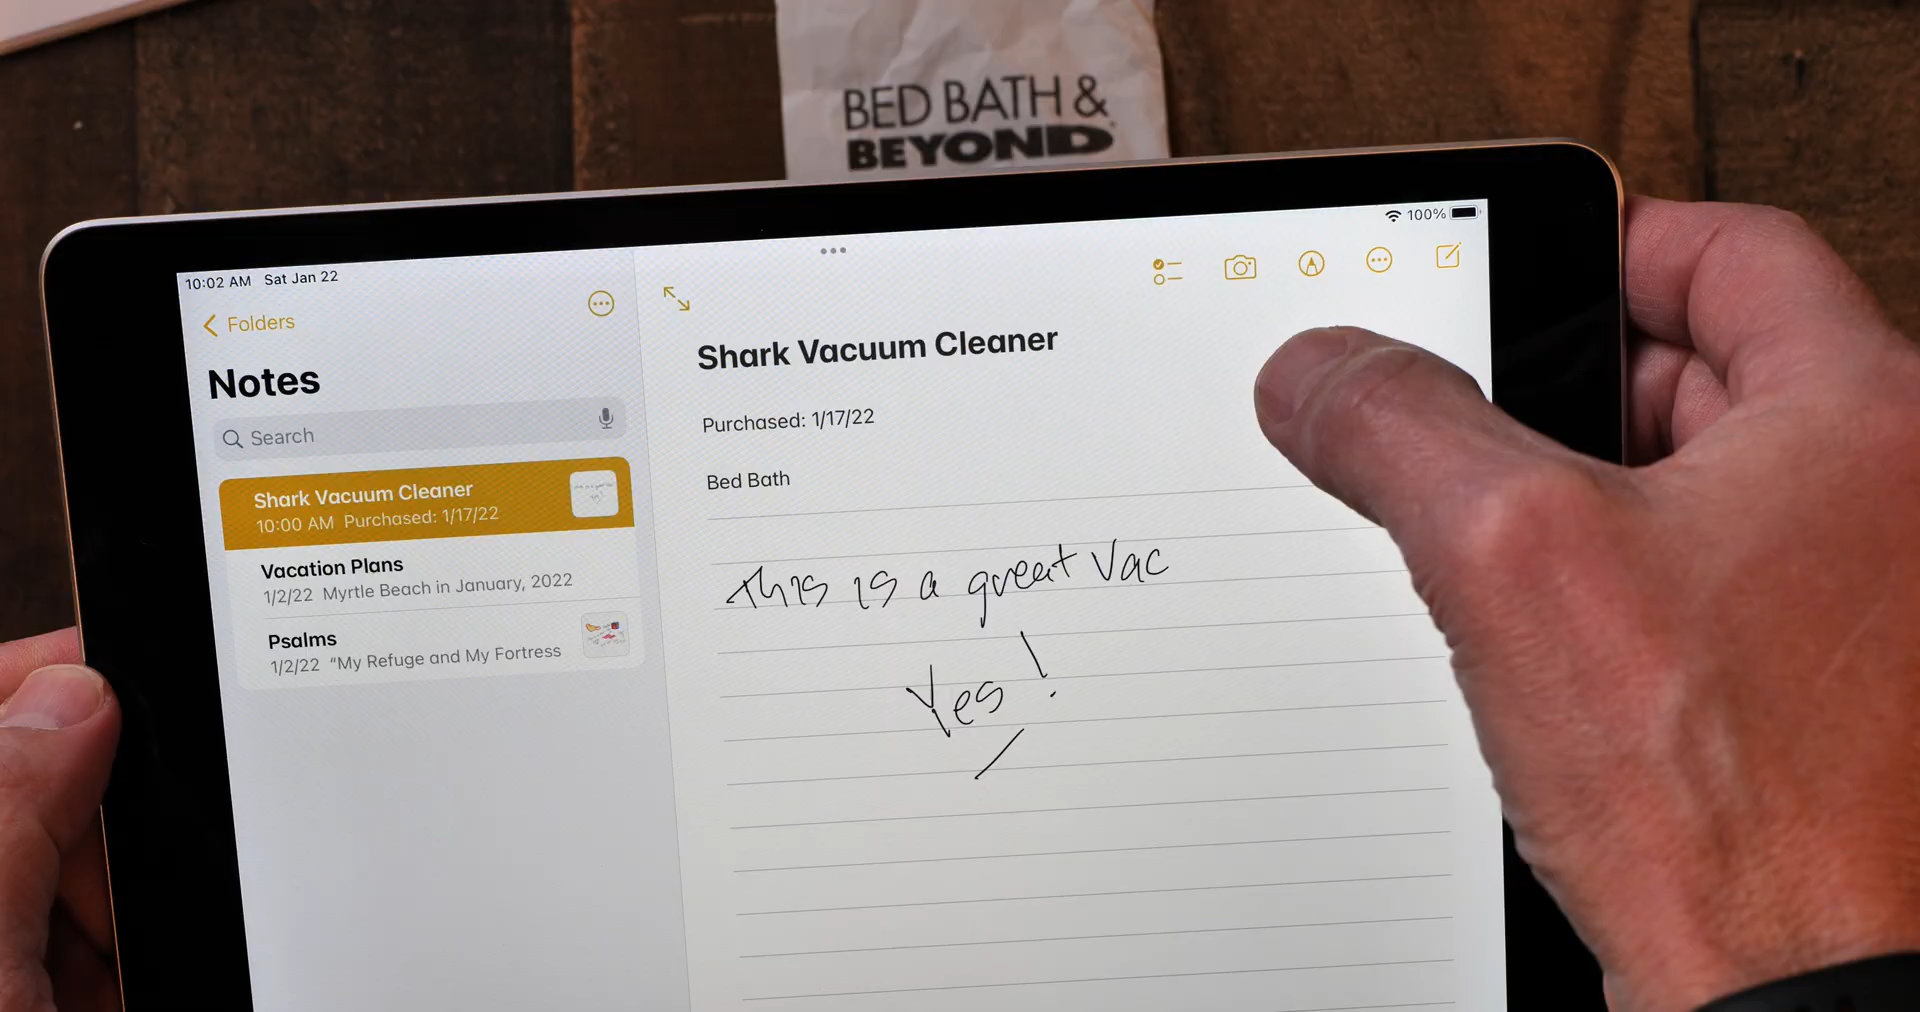 BED BATH &
BEYOND
10:02 AM Sat Jan 22
100%
Folders
Notes
Search
Shark Vacuum Cleaner
10:00 AM Purchased: 1/17/22
Vacation Plans
1/2/22 Myrtle Beach in January, 2022
Psalms
1/2/22 “My Refuge and My Fortress
Shark Vacuum Cleaner
Purchased: 1/17/22
Bed Bath
This is a great Vac
Yes!